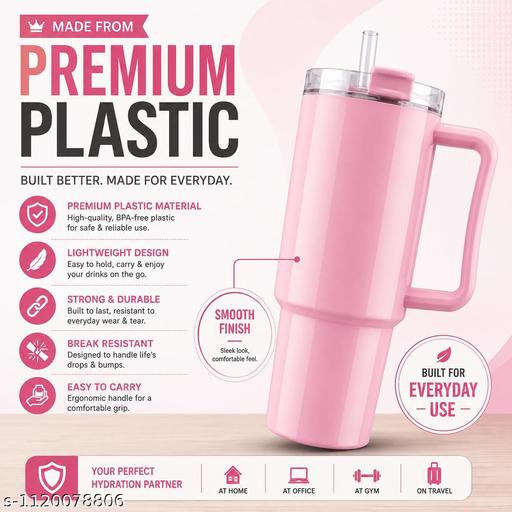 MADE FROM
PREMIUM
PLASTIC
BUILT BETTER. MADE FOR EVERYDAY.
PREMIUM PLASTIC MATERIAL
High-quality, BPA-free plastic
for safe & reliable use.
LIGHTWEIGHT DESIGN
Easy to hold, carry & enjoy
your drinks on the go.
STRONG & DURABLE
Built to last, resistant to
everyday wear & tear.
BREAK RESISTANT
Designed to handle life's
drops & bumps.
EASY TO CARRY
Ergonomic handle for a
comfortable grip.
SMOOTH
FINISH
Sleek look,
comfortable feel.
BUILT FOR
EVERYDAY
USE
YOUR PERFECT
HYDRATION PARTNER
AT HOME
AT OFFICE
AT GYM
ON TRAVEL
s-1120078806